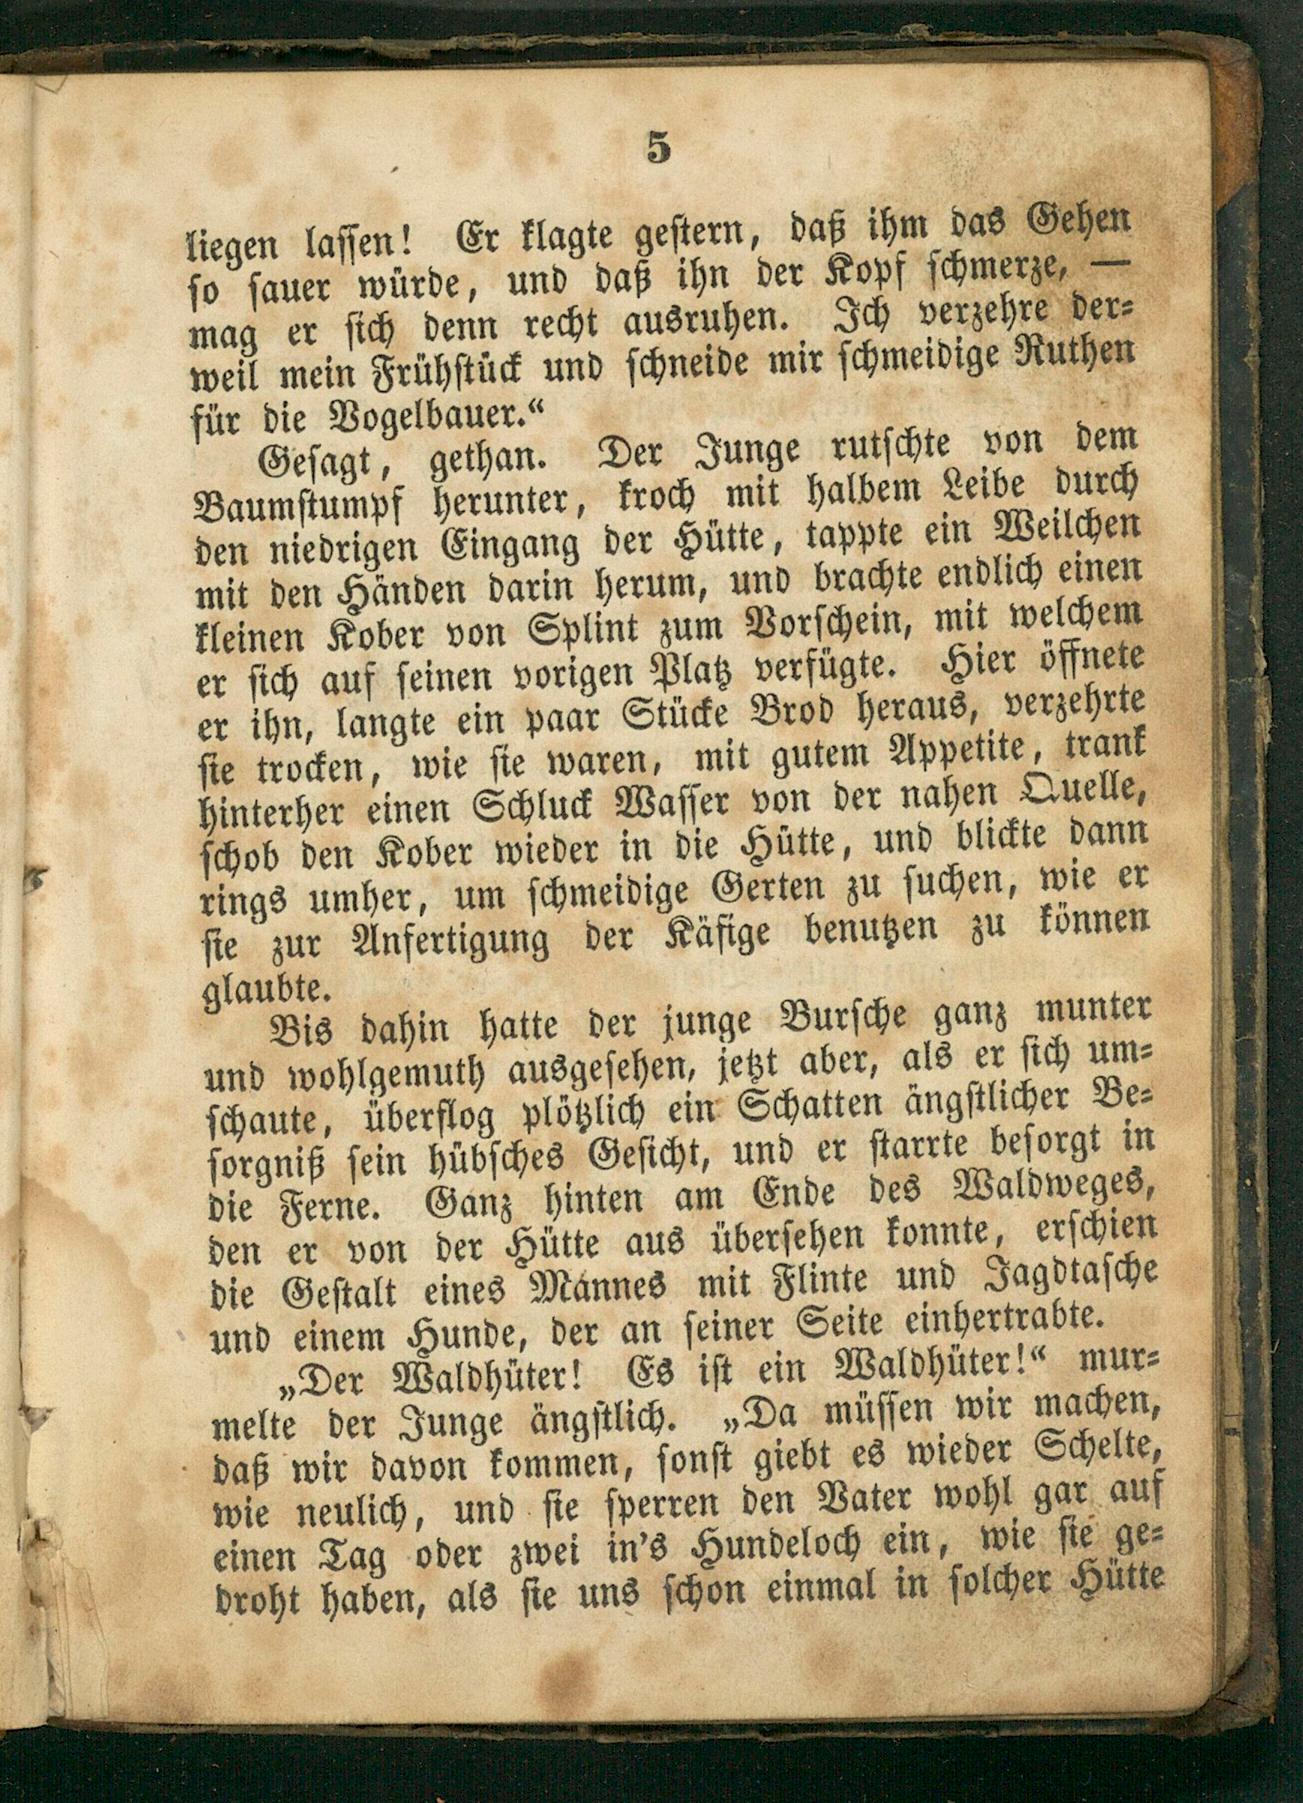 5
liegen lassen! Er klagte gestern, daß ihm das Gehen
so sauer würde, und daß ihn der Kopf schmerze, —
mag er sich denn recht ausruhen. Ich verzehre der=
weil mein Frühstück und schneide mir schmeidige Ruthen
für die Vogelbauer.“
Gesagt, gethan. Der Junge rutschte von dem
Baumstumpf herunter, kroch mit halbem Leibe durch
den niedrigen Eingang der Hütte, tappte ein Weilchen
mit den Händen darin herum, und brachte endlich einen
kleinen Kober von Splint zum Vorschein, mit welchem
er sich auf seinen vorigen Platz verfügte. Hier öffnete
er ihn, langte ein paar Stücke Brod heraus, verzehrte
sie trocken, wie sie waren, mit gutem Appetite, trank
hinterher einen Schluck Wasser von der nahen Quelle,
schob den Kober wieder in die Hütte, und blickte dann
rings umher, um schmeidige Gerten zu suchen, wie er
sie zur Anfertigung der Käfige benutzen zu können
glaubte.
Bis dahin hatte der junge Bursche ganz munter
und wohlgemuth ausgesehen, jetzt aber, als er sich um=
schaute, überflog plötzlich ein Schatten ängstlicher Be=
sorgniß sein hübsches Gesicht, und er starrte besorgt in
die Ferne. Ganz hinten am Ende des Waldweges,
den er von der Hütte aus übersehen konnte, erschien
die Gestalt eines Mannes mit Flinte und Jagdtasche
und einem Hunde, der an seiner Seite einhertrabte.
„Der Waldhüter! Es ist ein Waldhüter!“ mur=
melte der Junge ängstlich. „Da müssen wir machen,
daß wir davon kommen, sonst giebt es wieder Schelte,
wie neulich, und sie sperren den Vater wohl gar auf
einen Tag oder zwei in's Hundeloch ein, wie sie ge=
droht haben, als sie uns schon einmal in solcher Hütte